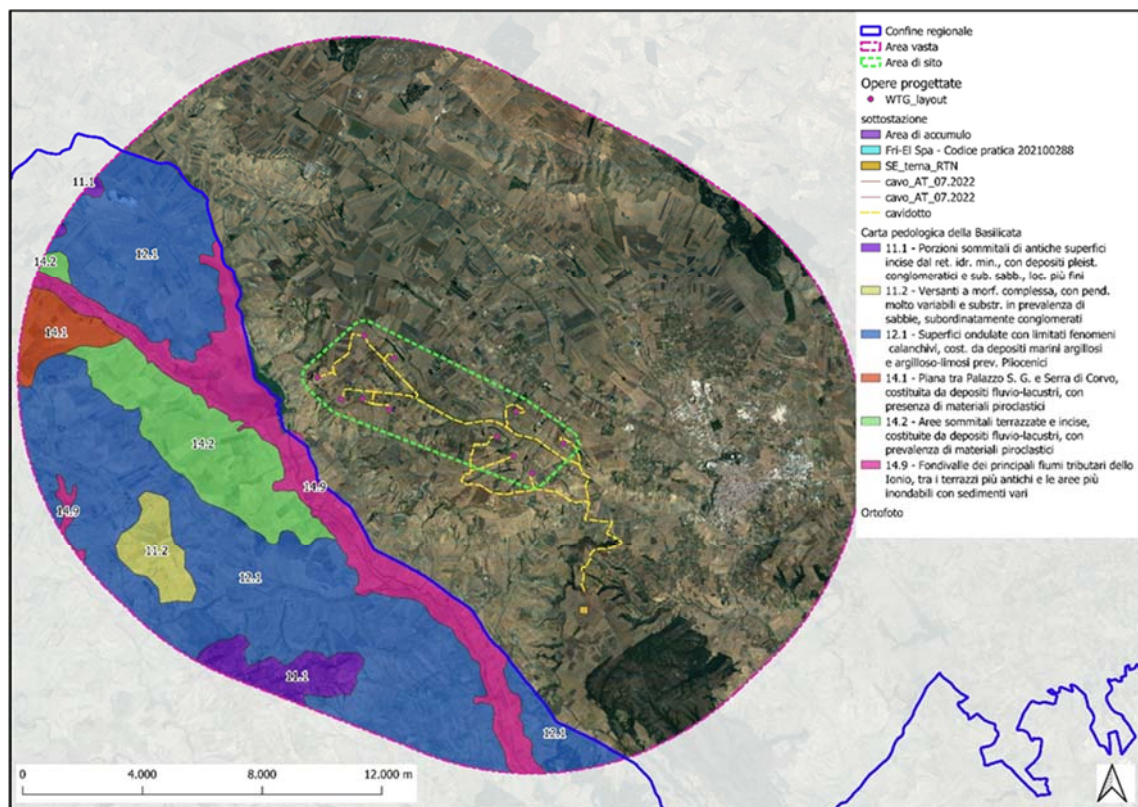 Confine regionale
Area vasta
Area di sito
Opere progettate
WTG_layout
sottostazione
Area di accumulo
Fri-El Spa - Codice pratica 202100288
SE_terna_RTN
cavo_AT_07.2022
cavo_AT_07.2022
cavidotto
Carta pedologica della Basilicata
11.1 - Porzioni sommitali di antiche superfici
incise dal ret. idr. min., con depositi pleist.
conglomeratici e sub. sabb., loc. più fini
11.2 - Versanti a morf. complessa, con pend.
molto variabili e substr. in prevalenza di
sabbie, subordinatamente conglomerati
12.1 - Superfici ondulate con limitati fenomeni
calanchivi, cost. da depositi marini argillosi
e argilloso-limosi prev. Pliocenici
14.1 - Piana tra Palazzo S. G. e Serra di Corvo,
costituita da depositi fluvio-lacustri, con
presenza di materiali piroclastici
14.2 - Aree sommitali terrazzate e incise,
costituite da depositi fluvio-lacustri, con
prevalenza di materiali piroclastici
14.9 - Fondivalle dei principali fiumi tributari dello
Ionio, tra i terrazzi più antichi e le aree più
inondabili con sedimenti vari
Ortofoto
11.1
12.1
14.2
14.1
14.2
14.9
14.9
11.2
12.1
11.1
12.1
0 4.000 8.000 12.000 m